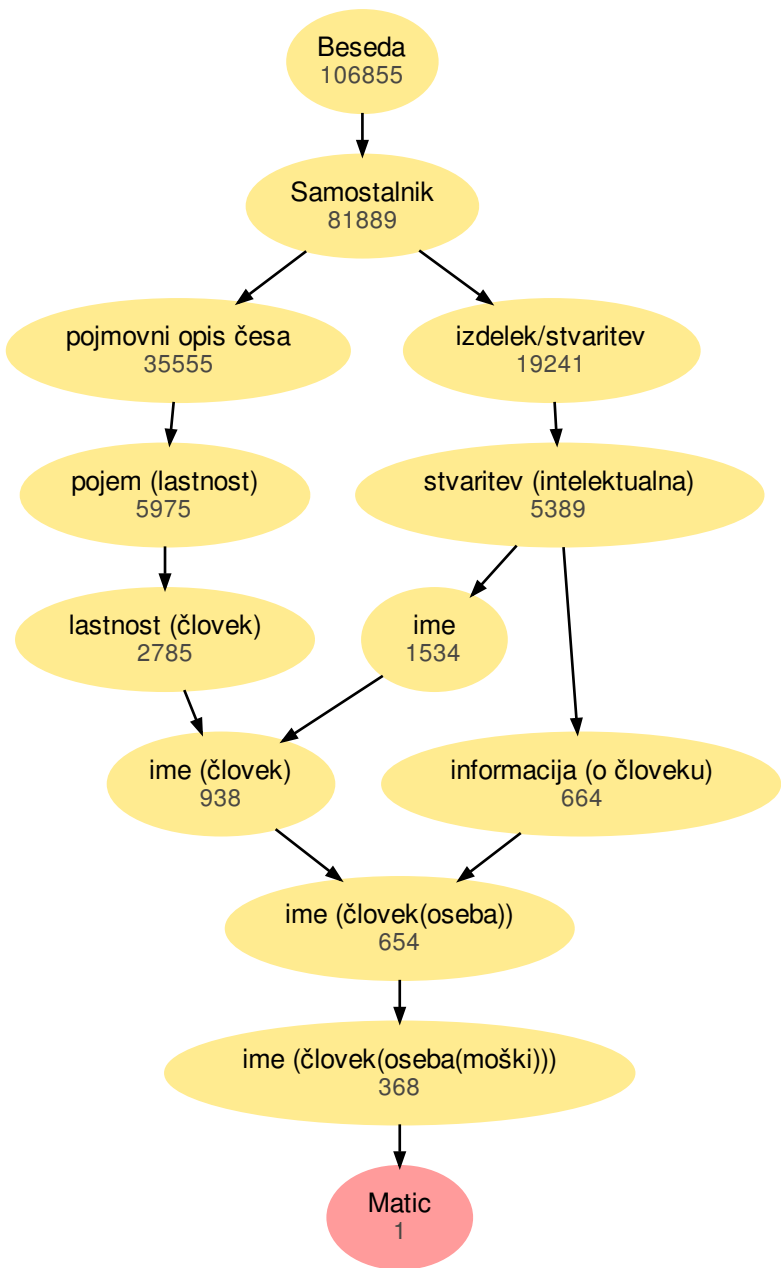 Beseda
106855
Samostalnik
81889
pojmovni opis česa
35555
izdelek/stvaritev
19241
pojem (lastnost)
5975
stvaritev (intelektualna)
5389
lastnost (človek)
2785
ime
1534
ime (človek)
938
informacija (o človeku)
664
ime (človek(oseba))
654
ime (človek(oseba(moški)))
368
Matic
1